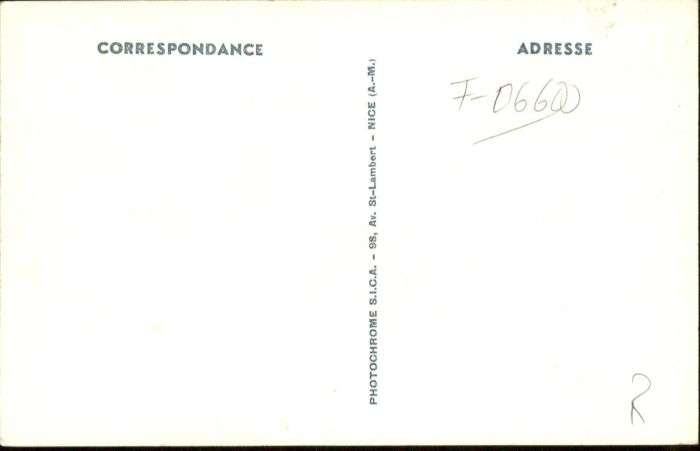 CORRESPONDANCE
ADRESSE
F-06600
PHOTOCHROME S.I.C.A. - 98, Av. St-Lambert - NICE (A.-M.)
R